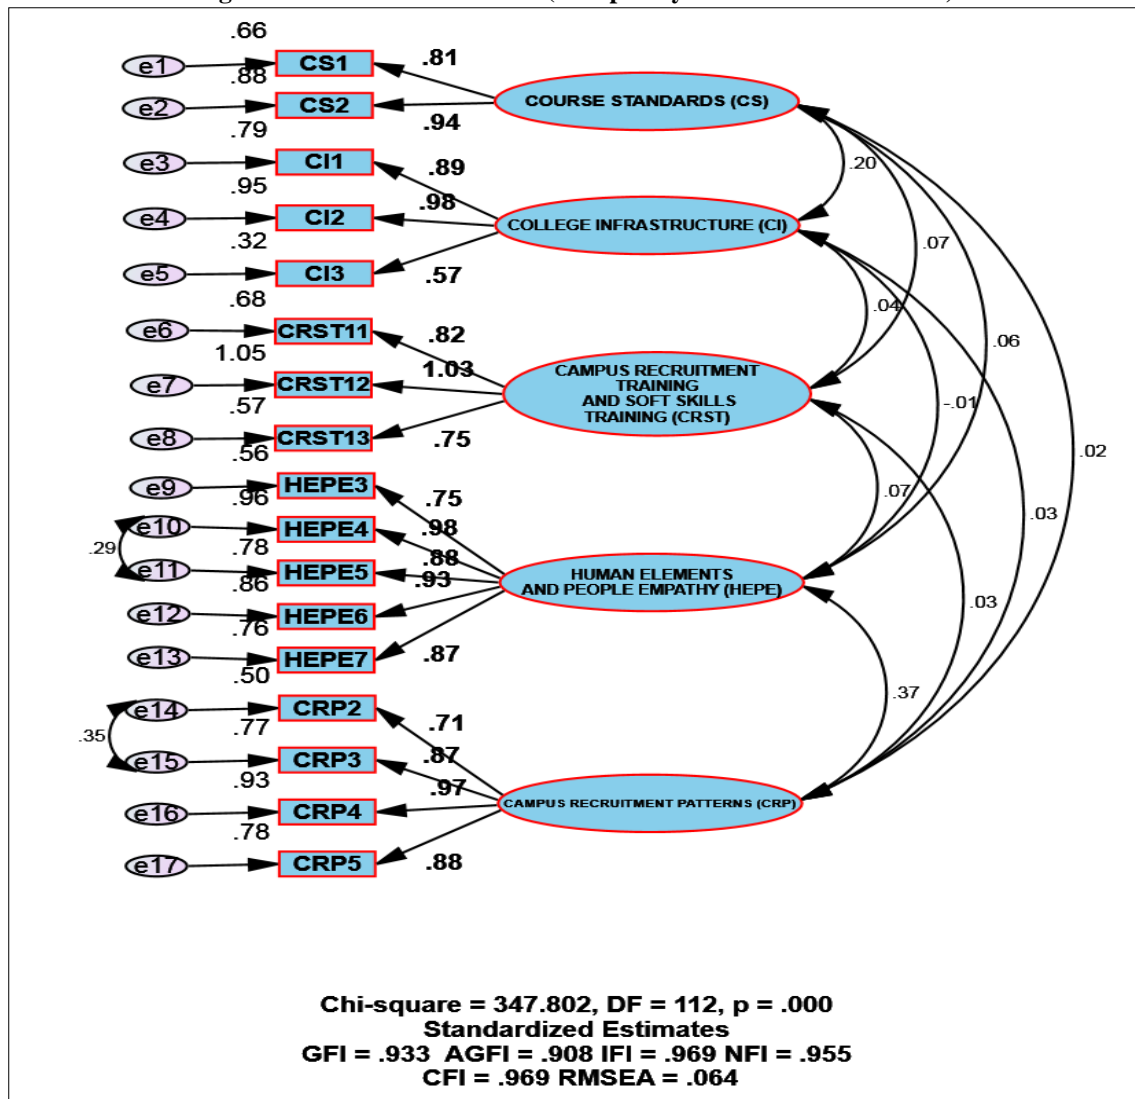 .66
e1 CS1 .81
.88
COURSE STANDARDS (CS)
e2 CS2 .94
.79
e3 CI1 .89
.20
.95
e4 CI2 .98
COLLEGE INFRASTRUCTURE (CI)
.32
.07
e5 CI3 .57
.68
.04
e6 CRST11 .82
.06
1.05
1.03
CAMPUS RECRUITMENT
TRAINING
AND SOFT SKILLS
TRAINING (CRST)
e7 CRST12
-.01
.57
e8 CRST13 .75
.02
.56
e9 HEPE3 .75
.07
.96
.03
e10 HEPE4 .98
.29
.78
.88
e11 HEPE5 .93
HUMAN ELEMENTS
AND PEOPLE EMPATHY (HEPE)
.86
e12 HEPE6
.03
.76
e13 HEPE7 .87
.50
.37
e14 CRP2 .71
.35
.77
e15 CRP3 .87
.93
.97
e16 CRP4
CAMPUS RECRUITMENT PATTERNS (CRP)
.78
e17 CRP5 .88
Chi-square = 347.802, DF = 112, p = .000
Standardized Estimates
GFI = .933 AGFI = .908 IFI = .969 NFI = .955
CFI = .969 RMSEA = .064